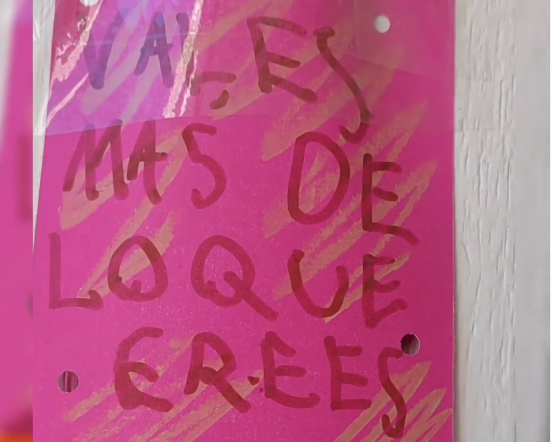 VALES
MAS DE
LO QUE
CREES